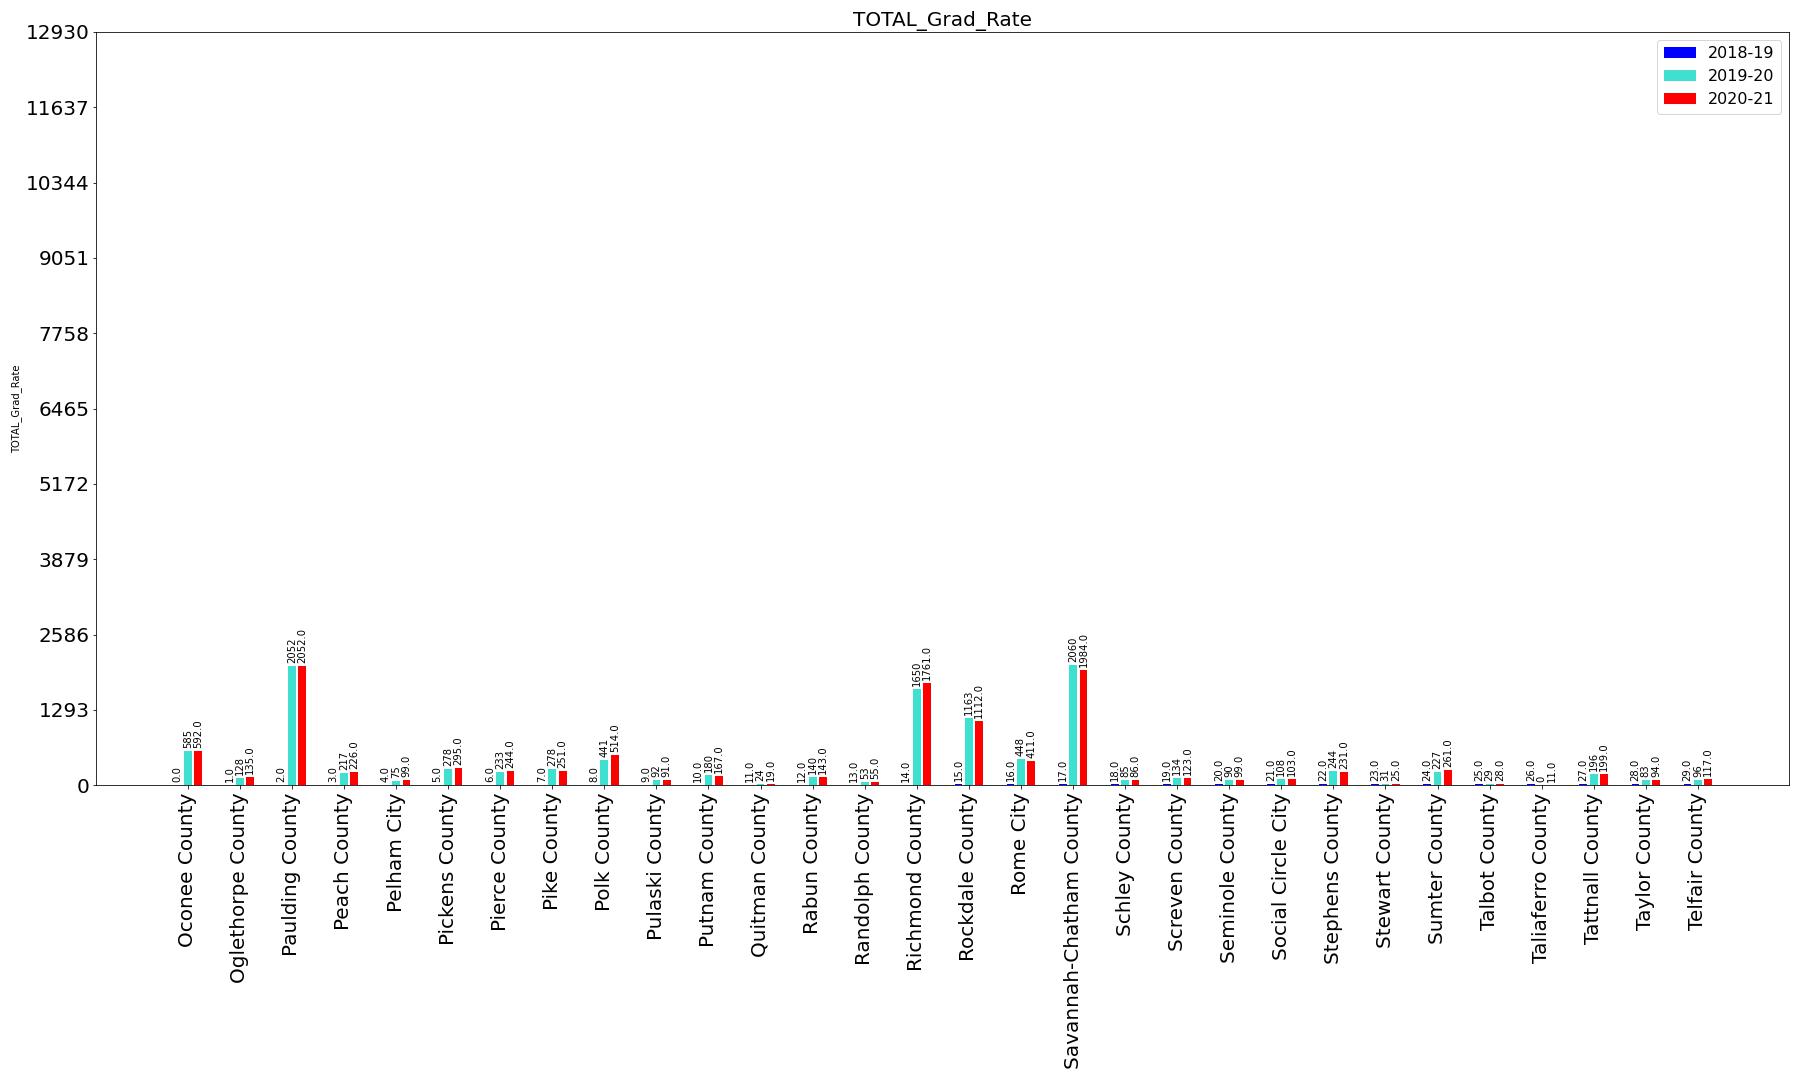 TOTAL_Grad_Rate
2018-19
2019-20
2020-21
12930
11637
10344
9051
7758
6465
5172
3879
2586
1293
0
TOTAL_Grad_Rate
0.0 585 592.0
1.0 128 135.0
2.0 2052 2052.0
3.0 217 226.0
4.0 75 99.0
5.0 278 295.0
6.0 233 244.0
7.0 278 251.0
8.0 441 514.0
9.0 92 91.0
10.0 180 167.0
11.0 24 19.0
12.0 140 143.0
13.0 53 55.0
14.0 1650 1761.0
15.0 1163 1112.0
16.0 448 411.0
17.0 2060 1984.0
18.0 85 86.0
19.0 134 123.0
20.0 90 99.0
21.0 108 103.0
22.0 244 231.0
23.0 31 25.0
24.0 227 261.0
25.0 29 28.0
26.0 0 11.0
27.0 196 199.0
28.0 83 94.0
29.0 96 117.0
Oconee County
Oglethorpe County
Paulding County
Peach County
Pelham City
Pickens County
Pierce County
Pike County
Polk County
Pulaski County
Putnam County
Quitman County
Rabun County
Randolph County
Richmond County
Rockdale County
Rome City
Savannah-Chatham County
Schley County
Screven County
Seminole County
Social Circle City
Stephens County
Stewart County
Sumter County
Talbot County
Taliaferro County
Tattnall County
Taylor County
Telfair County